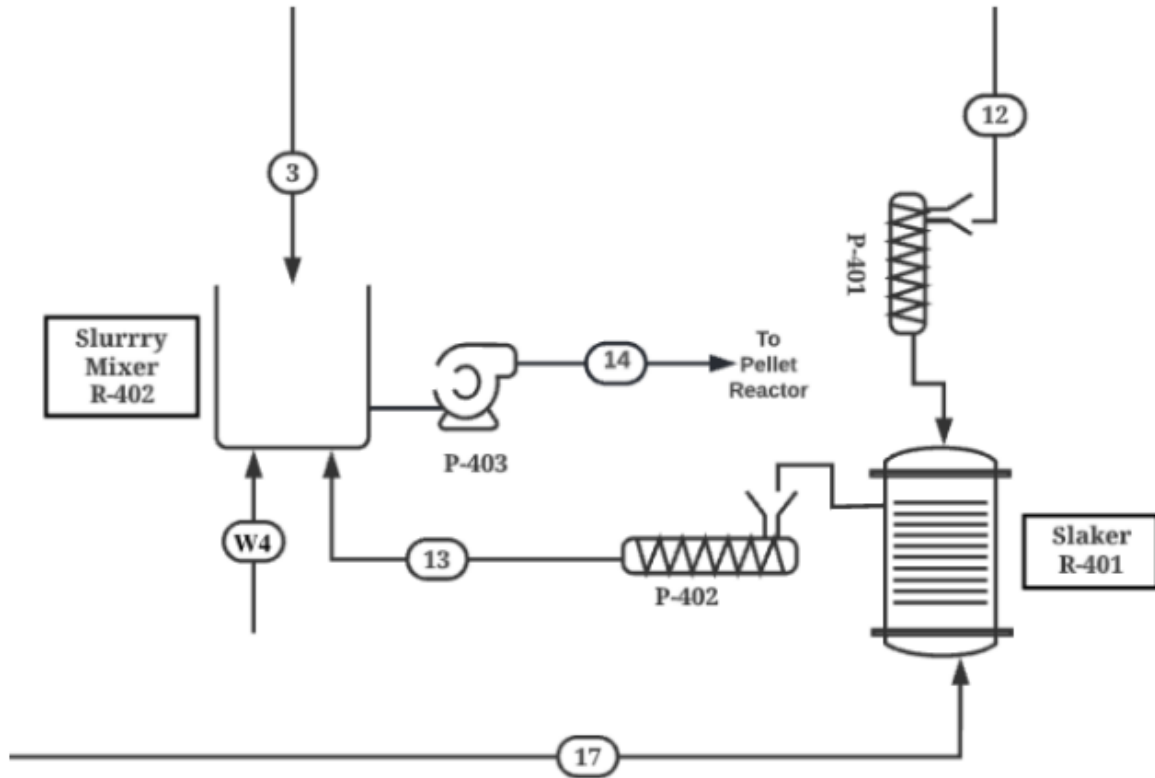 12
3
P-401
Slurrry
Mixer
R-402
To
Pellet
Reactor
14
P-403
W4
13
P-402
Slaker
R-401
17